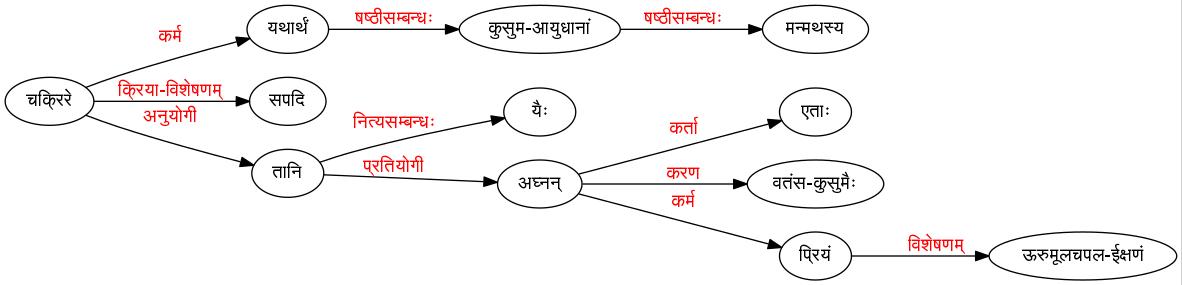 यथार्थं
षष्ठीसम्बन्धः
कुसुम-आयुधानां
षष्ठीसम्बन्धः
मन्मथस्य
कर्म
चक्रिरे
क्रिया-विशेषणम्
सपदि
अनुयोगी
तानि
नित्यसम्बन्धः
यैः
प्रतियोगी
अघ्नन्
कर्ता
एताः
करण
वतंस-कुसुमैः
कर्म
प्रियं
विशेषणम्
ऊरुमूलचपल-ईक्षणं